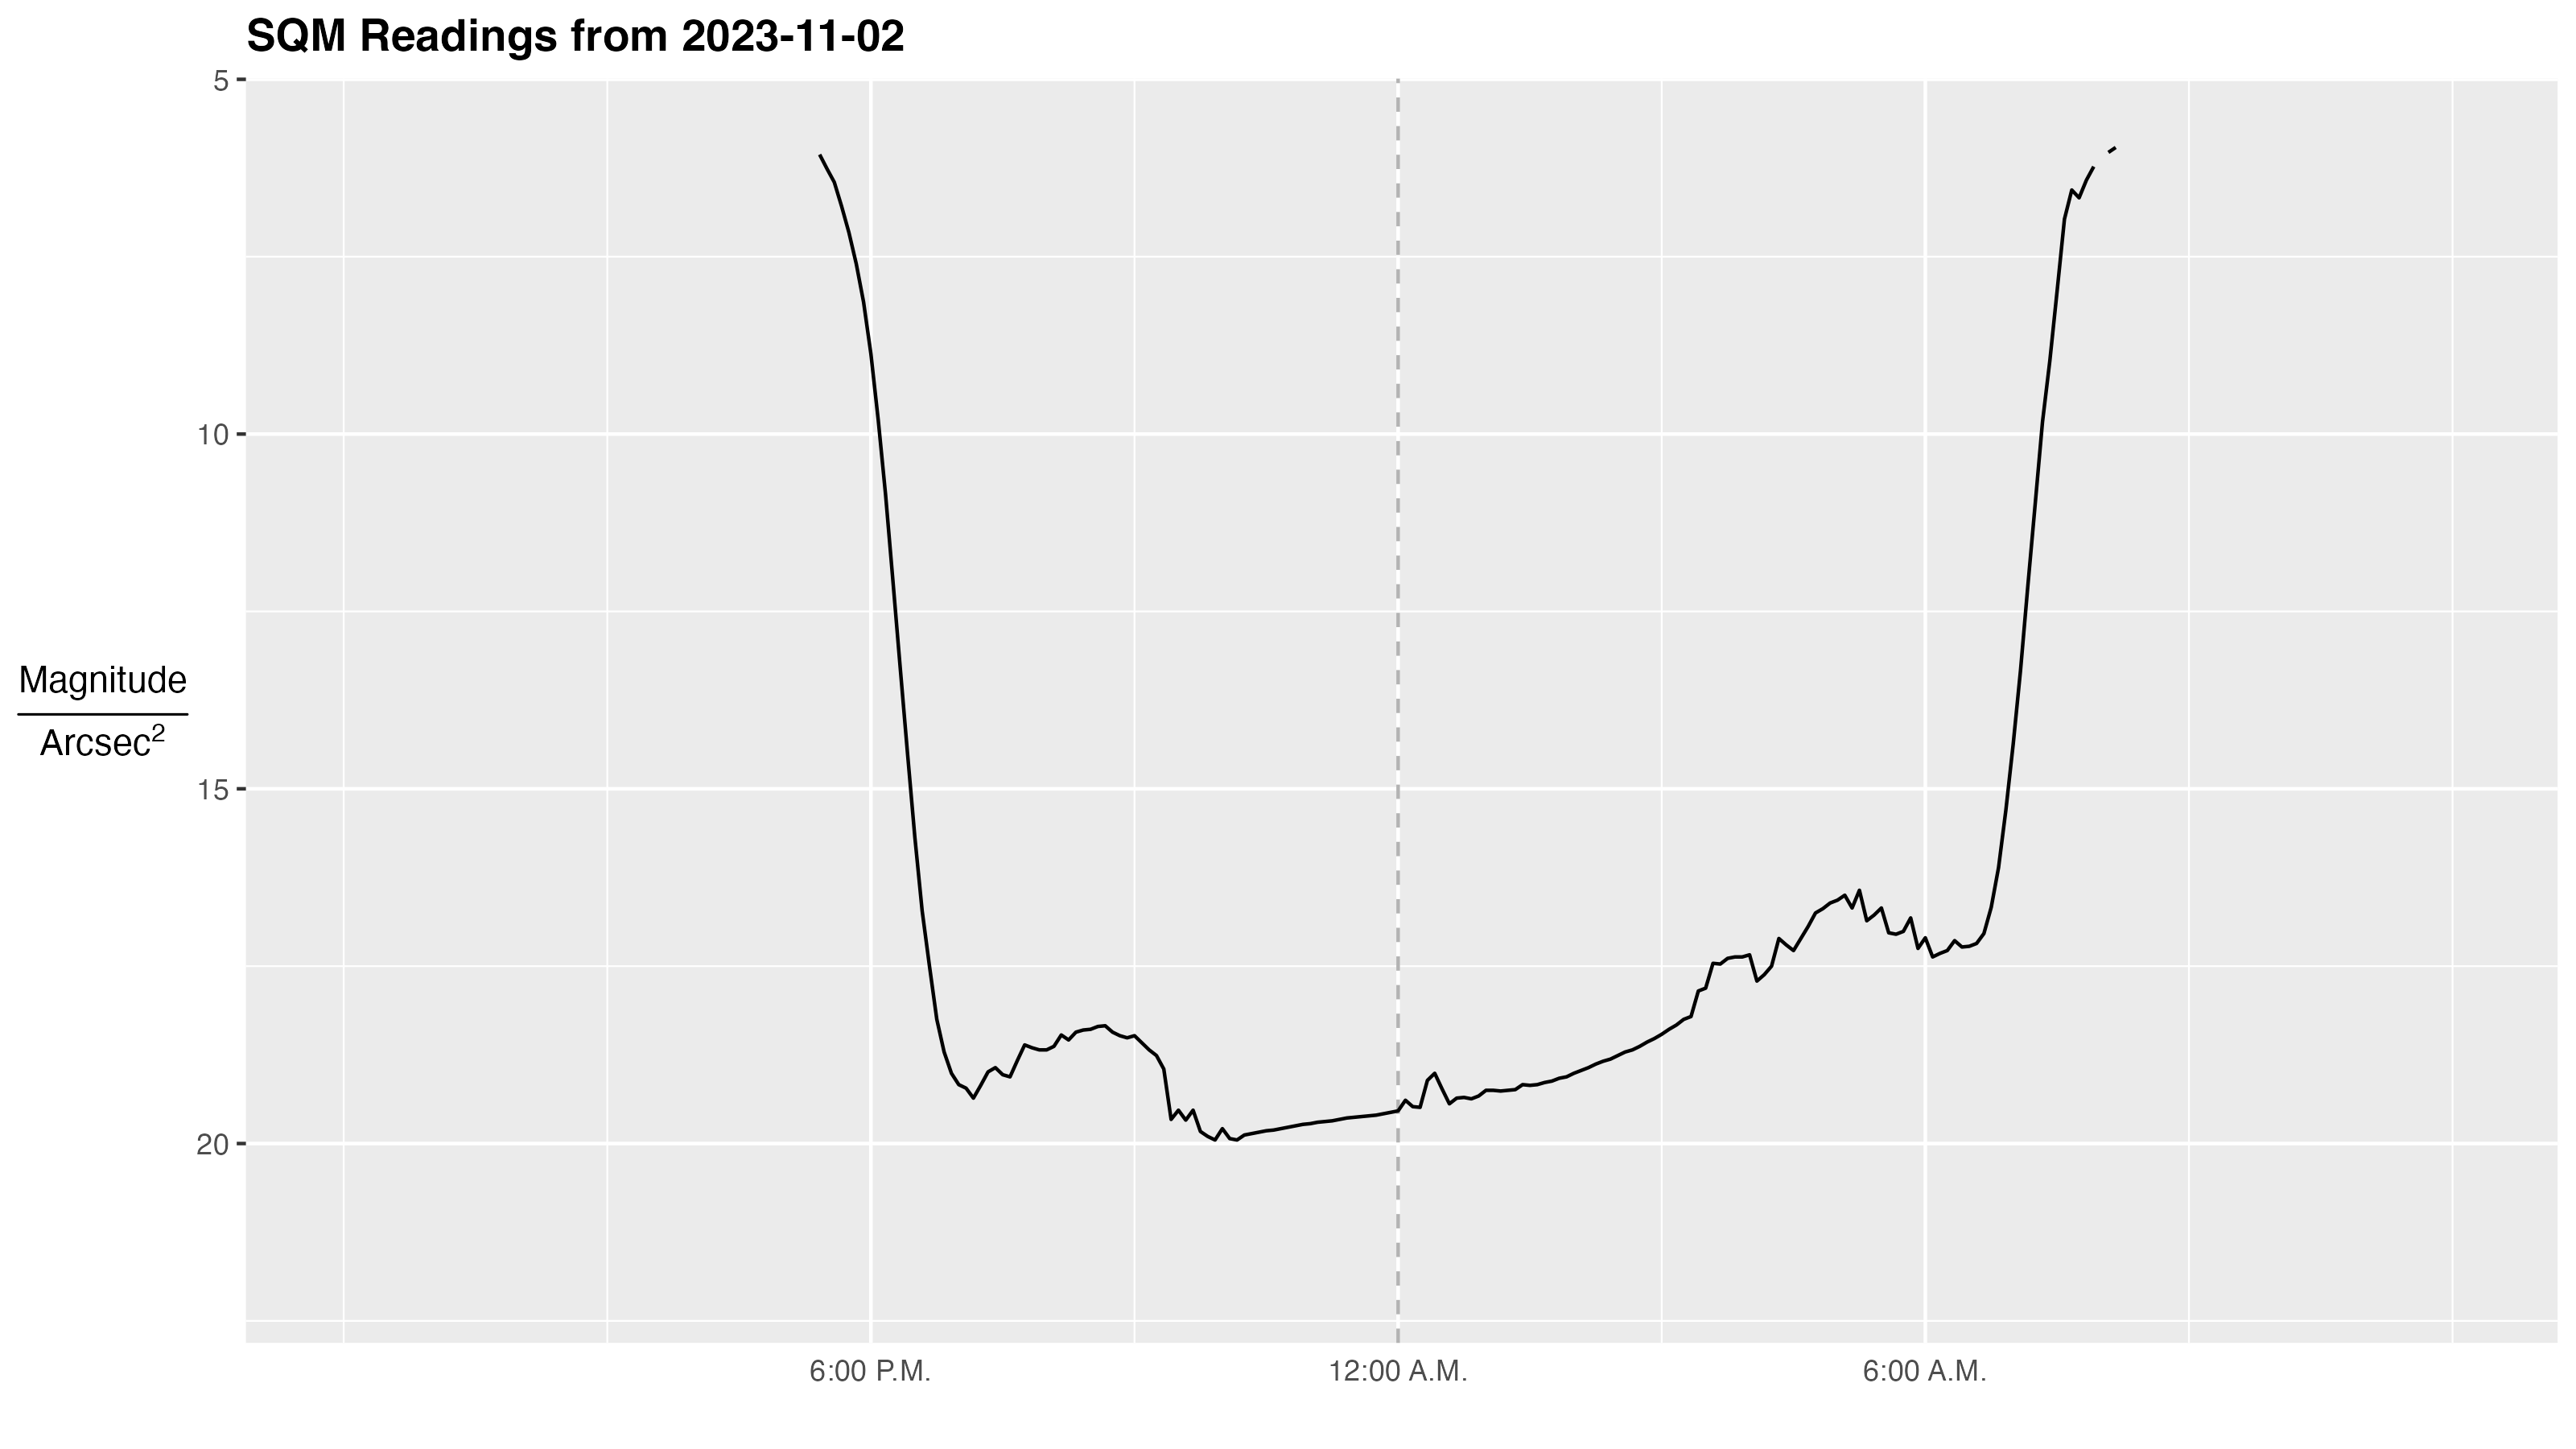 SQM Readings from 2023-11-02
5
10
15
20
Magnitude
Arcsec²
6:00 P.M.
12:00 A.M.
6:00 A.M.